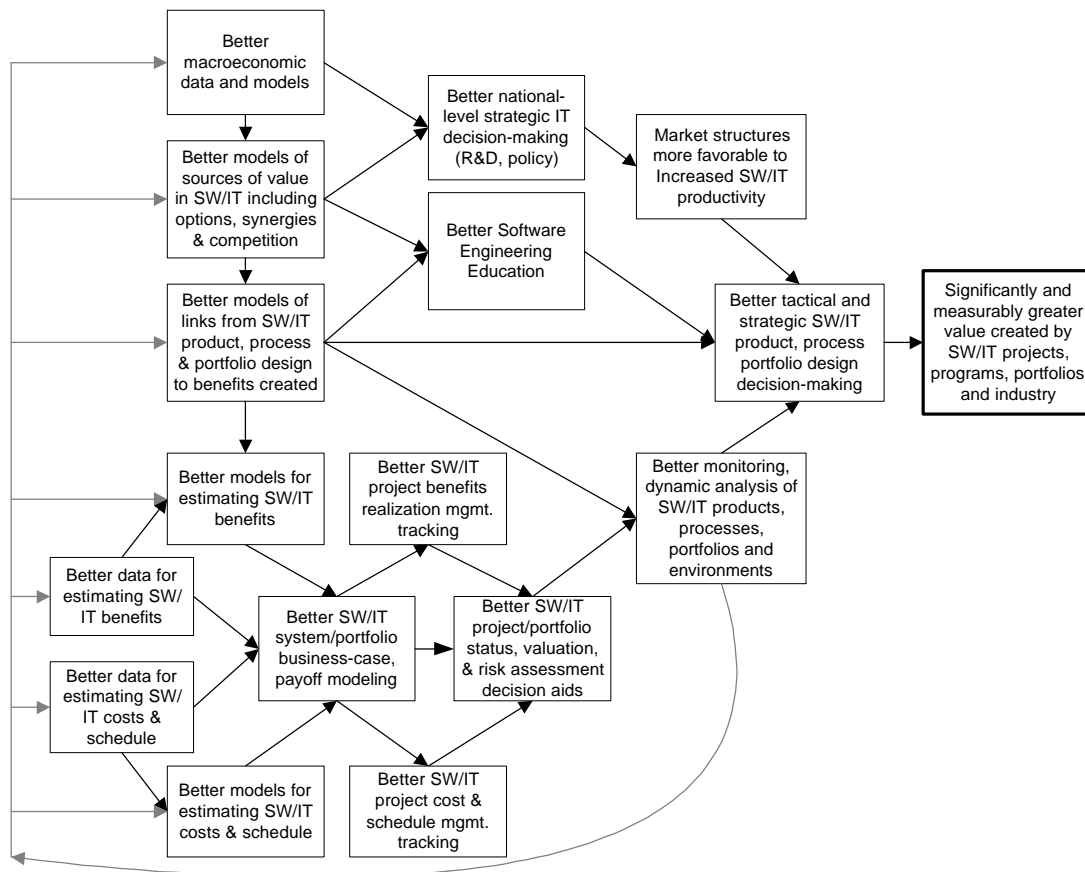 Better
macroeconomic
data and models
Better national-
level strategic IT
decision-making
(R&D, policy)
Market structures
more favorable to
Increased SW/IT
productivity
Better models of
sources of value
in SW/IT including
options, synergies
& competition
Better Software
Engineering
Education
Better models of
links from SW/IT
product, process
& portfolio design
to benefits created
Better tactical and
strategic SW/IT
product, process
portfolio design
decision-making
Significantly and
measurably greater
value created by
SW/IT projects,
programs, portfolios
and industry
Better models for
estimating SW/IT
benefits
Better SW/IT
project benefits
realization mgmt.
tracking
Better monitoring,
dynamic analysis of
SW/IT products,
processes,
portfolios and
environments
Better data for
estimating SW/
IT benefits
Better SW/IT
system/portfolio
business-case,
payoff modeling
Better SW/IT
project/portfolio
status, valuation,
& risk assessment
decision aids
Better data for
estimating SW/
IT costs &
schedule
Better models for
estimating SW/IT
costs & schedule
Better SW/IT
project cost &
schedule mgmt.
tracking